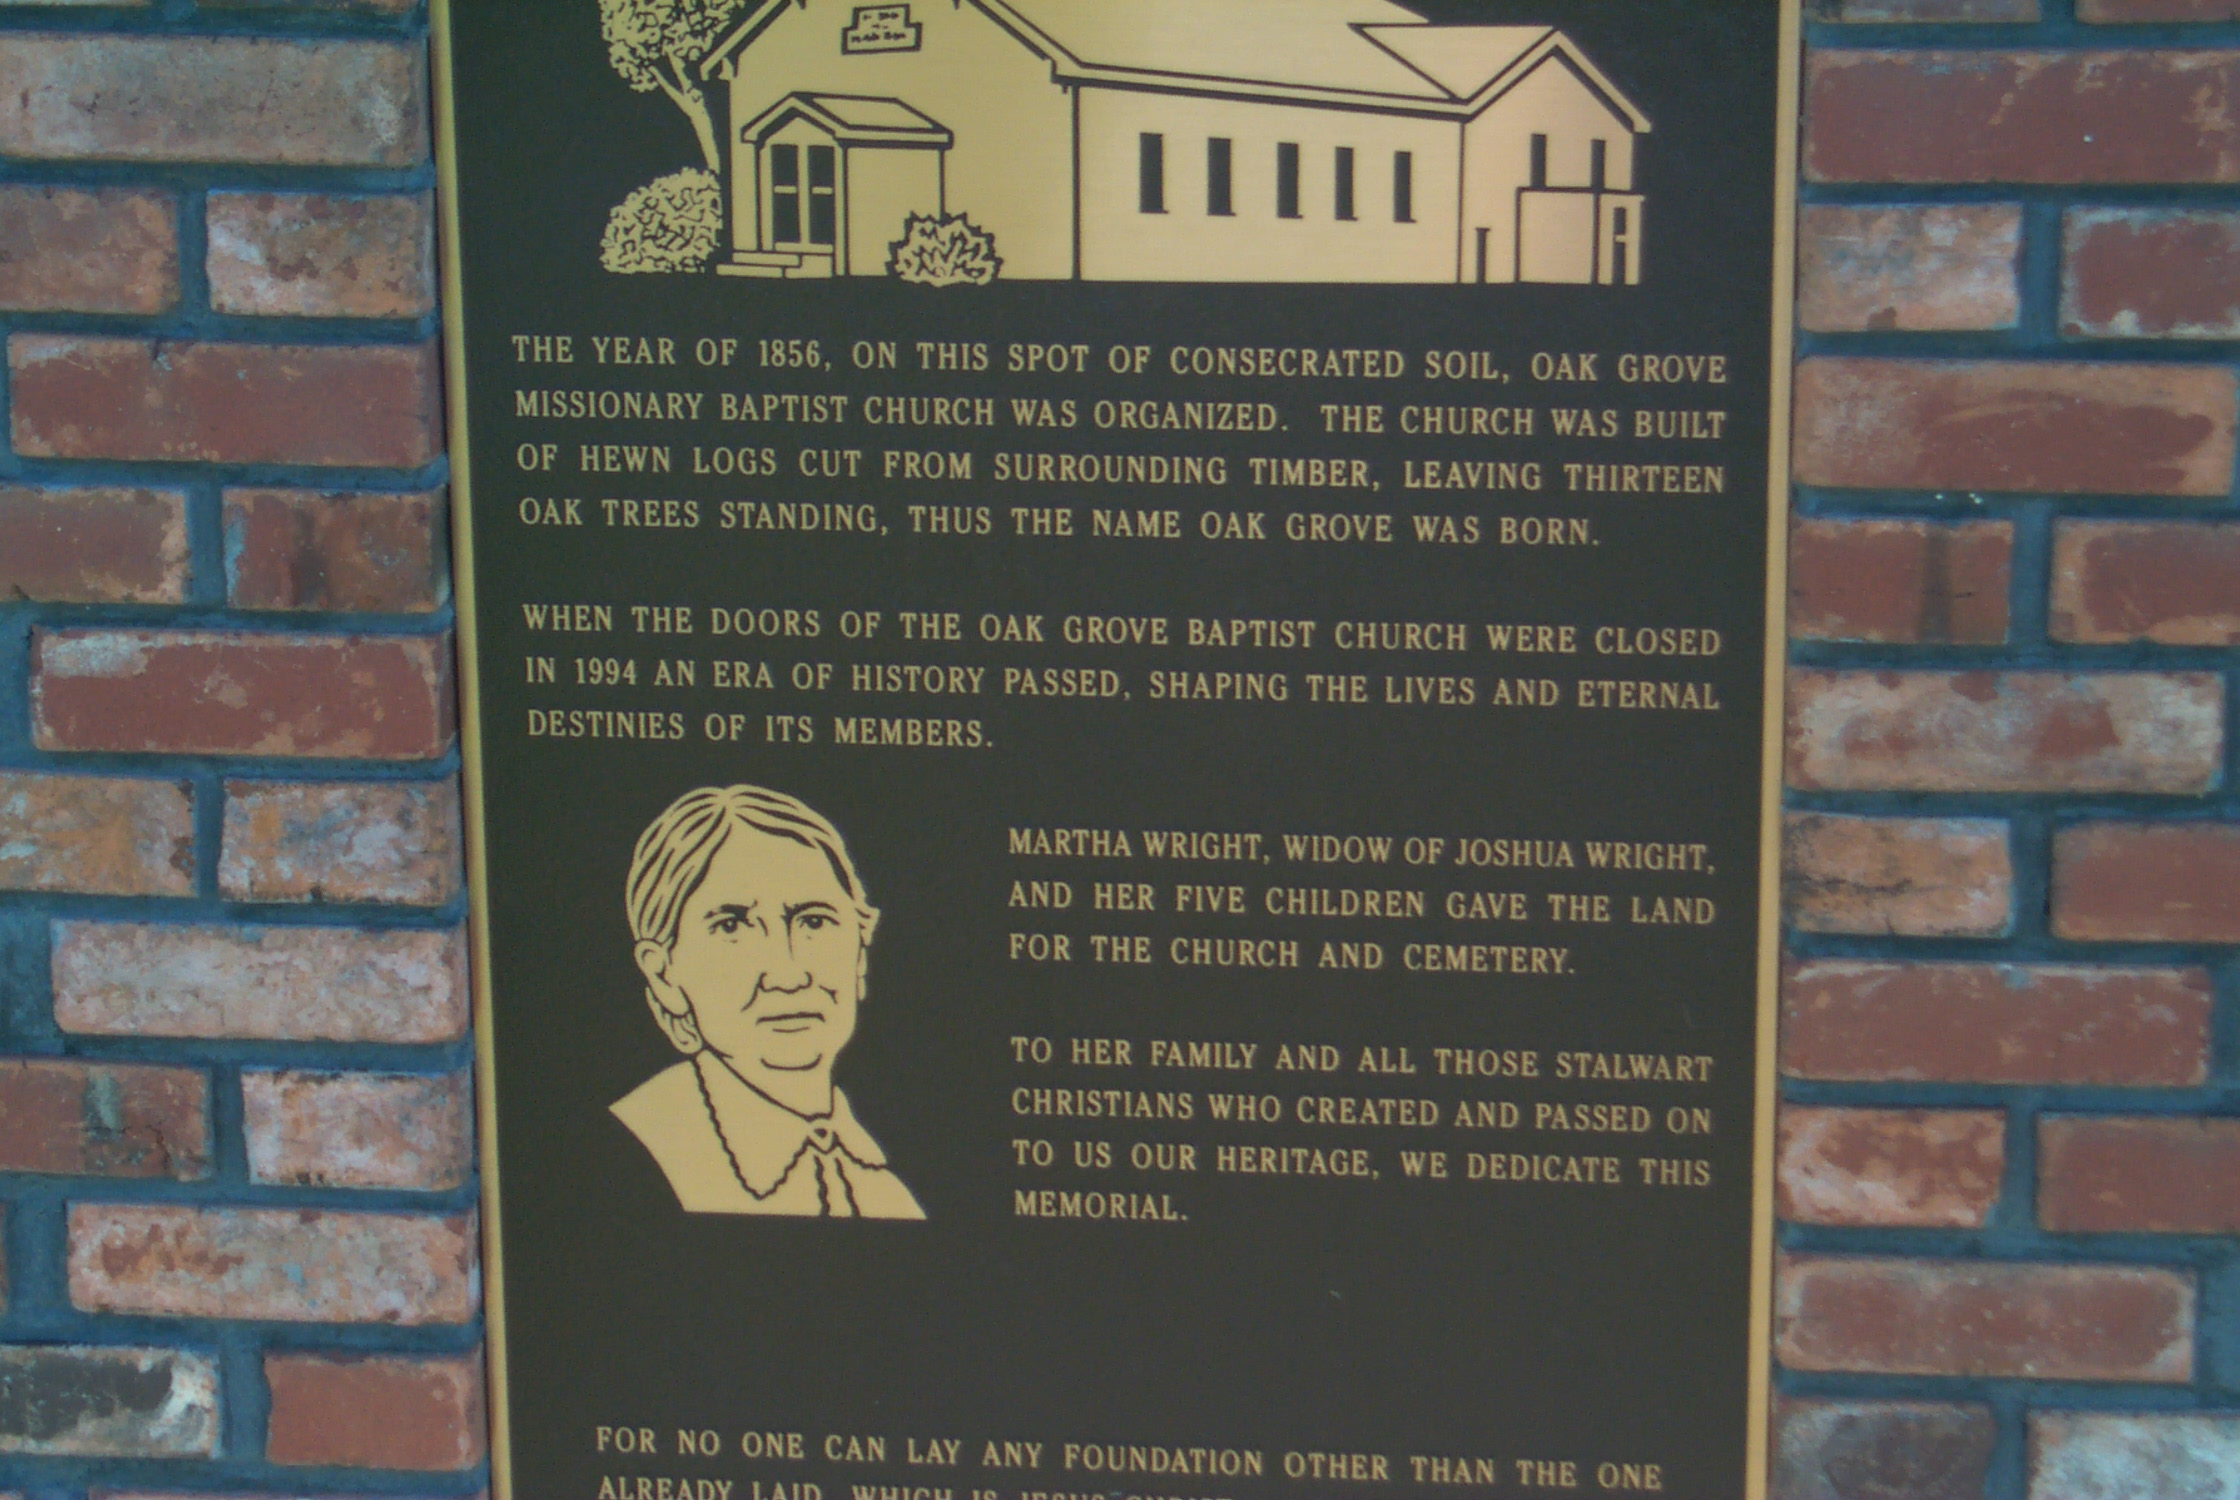 THE YEAR OF 1856, ON THIS SPOT OF CONSECRATED SOIL, OAK GROVE
MISSIONARY BAPTIST CHURCH WAS ORGANIZED. THE CHURCH WAS BUILT
OF HEWN LOGS CUT FROM SURROUNDING TIMBER, LEAVING THIRTEEN
OAK TREES STANDING, THUS THE NAME OAK GROVE WAS BORN.
WHEN THE DOORS OF THE OAK GROVE BAPTIST CHURCH WERE CLOSED
IN 1994 AN ERA OF HISTORY PASSED, SHAPING THE LIVES AND ETERNAL
DESTINIES OF ITS MEMBERS.
MARTHA WRIGHT, WIDOW OF JOSHUA WRIGHT,
AND HER FIVE CHILDREN GAVE THE LAND
FOR THE CHURCH AND CEMETERY.
TO HER FAMILY AND ALL THOSE STALWART
CHRISTIANS WHO CREATED AND PASSED ON
TO US OUR HERITAGE, WE DEDICATE THIS
MEMORIAL.
FOR NO ONE CAN LAY ANY FOUNDATION OTHER THAN THE ONE
ALREADY LAID, WHICH IS JESUS CHRIST